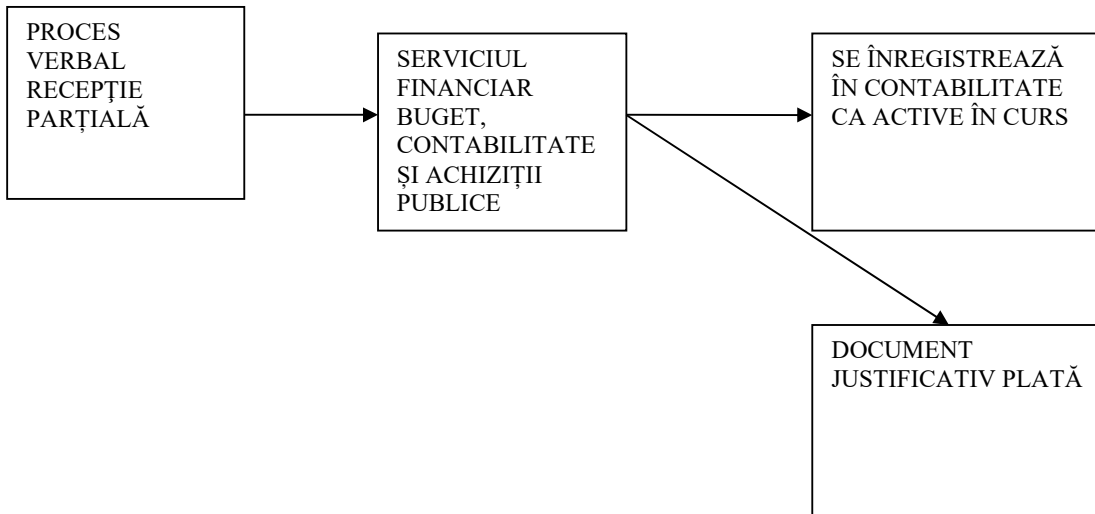 PROCES
VERBAL
RECEPŢIE
PARȚIALĂ
SERVICIUL
FINANCIAR
BUGET,
CONTABILITATE
ȘI ACHIZIȚII
PUBLICE
SE ÎNREGISTREAZĂ
ÎN CONTABILITATE
CA ACTIVE ÎN CURS
DOCUMENT
JUSTIFICATIV PLATĂ